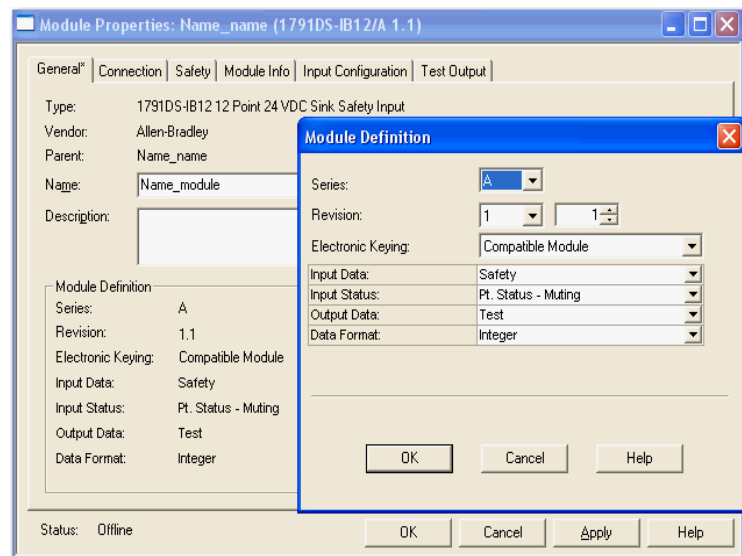 Module Properties: Name_name (1791DS-IB12/A 1.1)
General* Connection Safety Module Info Input Configuration Test Output
Type: 1791DS-IB12 12 Point 24 VDC Sink Safety Input
Vendor: Allen-Bradley
Parent: Name_name
Name: Name_module
Description:
Module Definition
Series: A
Revision: 1.1
Electronic Keying: Compatible Module
Input Data: Safety
Input Status: Pt. Status - Muting
Output Data: Test
Data Format: Integer
Status: Offline
OK Cancel Apply Help
Module Definition
Series: A
Revision: 1 1
Electronic Keying: Compatible Module
Input Data: Safety
Input Status: Pt. Status - Muting
Output Data: Test
Data Format: Integer
OK Cancel Help